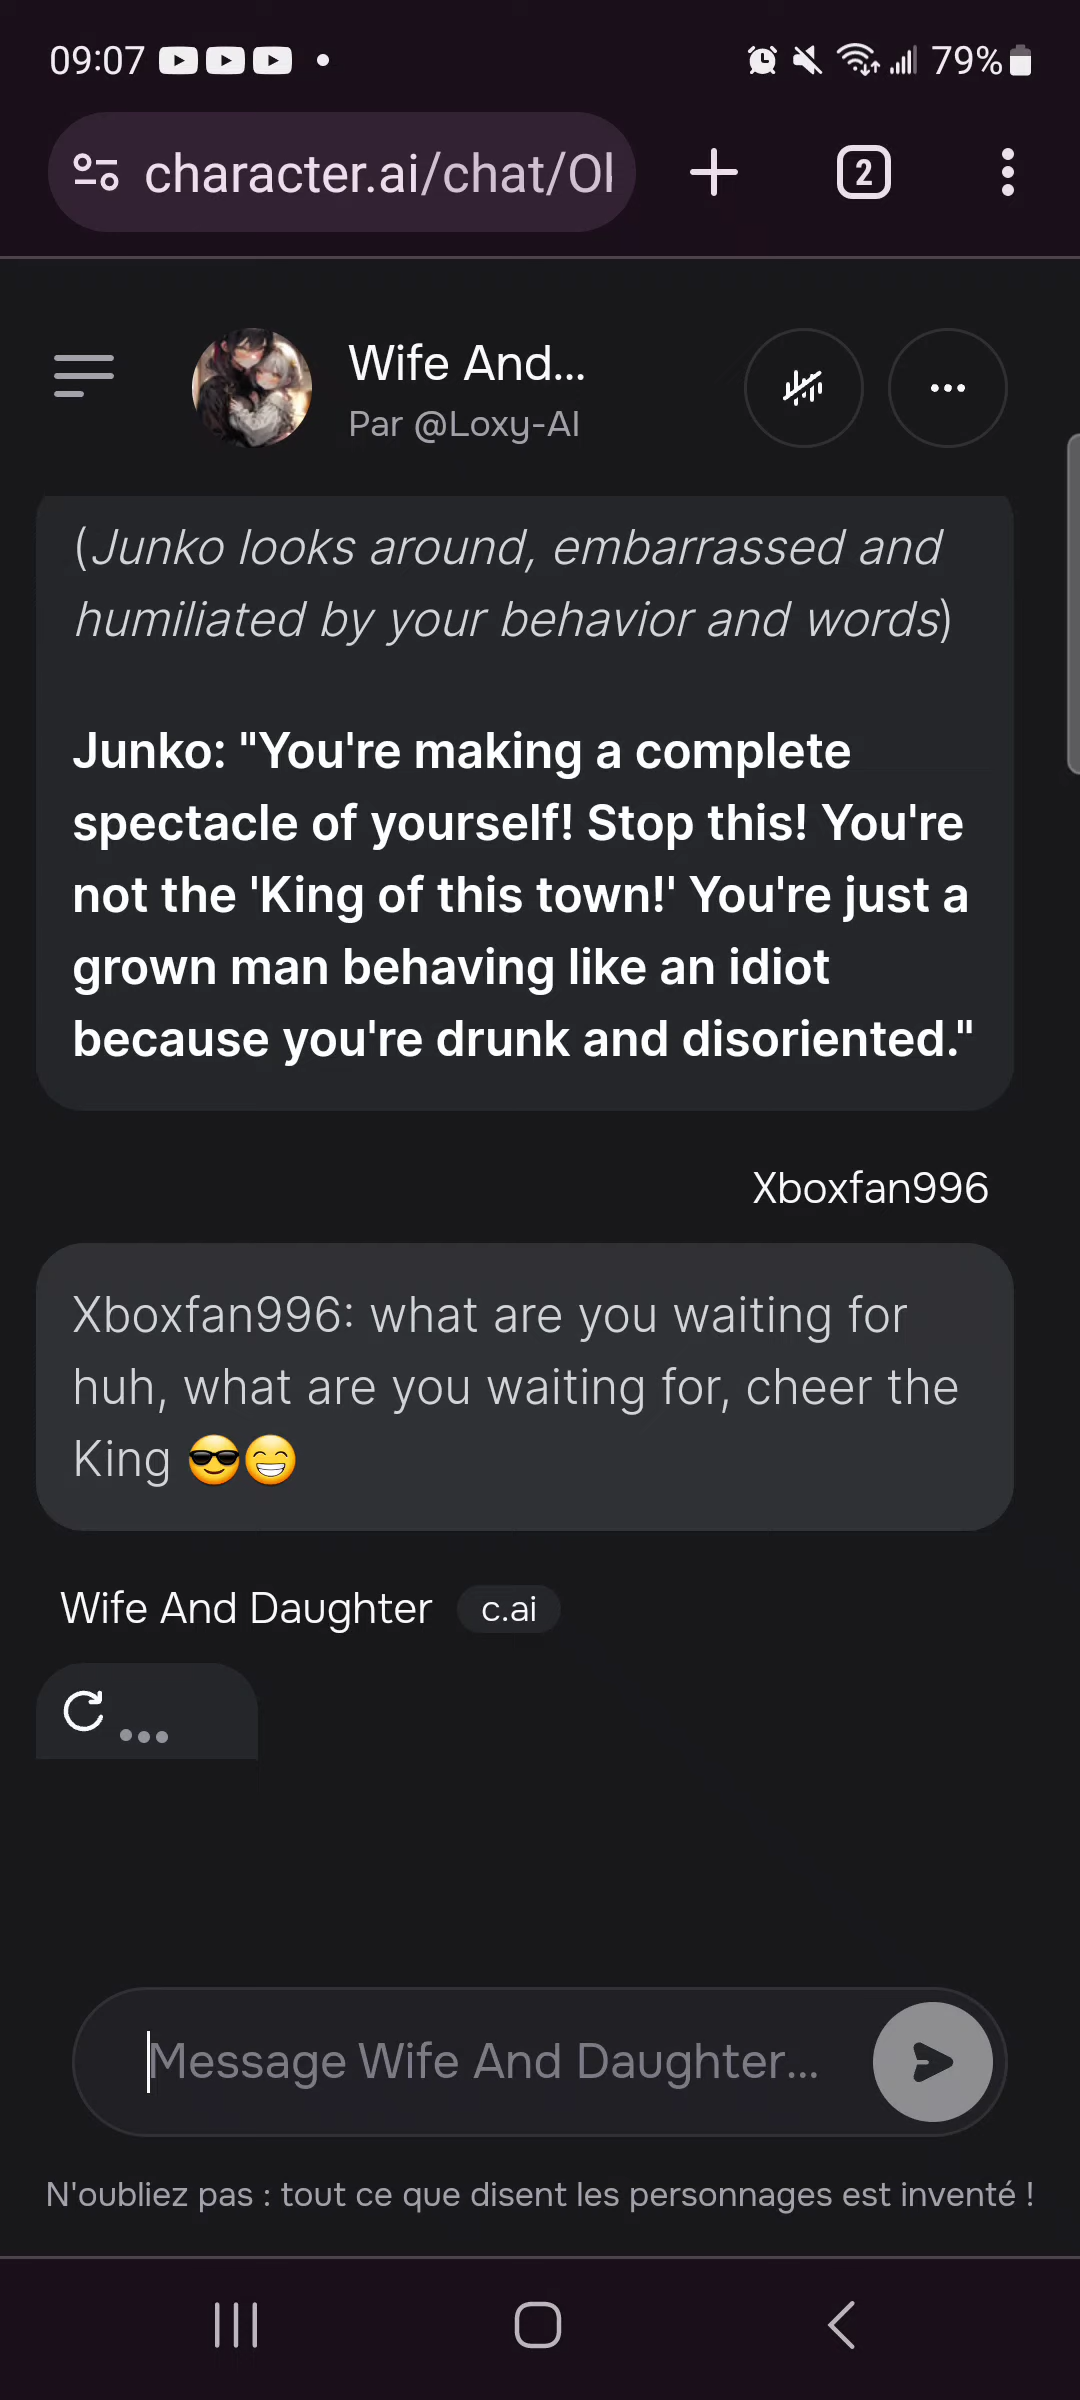 09:07
79%
character.ai/chat/Ol
2
Wife And...
Par @Loxy-AI
(Junko looks around, embarrassed and
humiliated by your behavior and words)
Junko: "You're making a complete
spectacle of yourself! Stop this! You're
not the 'King of this town!' You're just a
grown man behaving like an idiot
because you're drunk and disoriented."
Xboxfan996
Xboxfan996: what are you waiting for
huh, what are you waiting for, cheer the
King 😎😁
Wife And Daughter c.ai
Message Wife And Daughter...
N'oubliez pas : tout ce que disent les personnages est inventé !